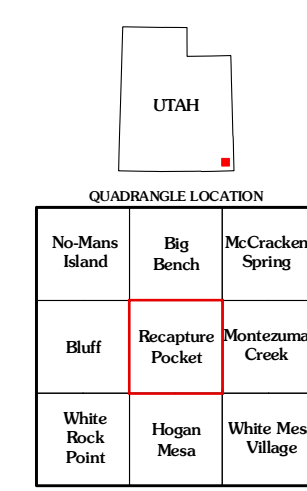 UTAH
QUADRANGLE LOCATION
No-Mans
Island
Big
Bench
McCracken
Spring
Bluff
Recapture
Pocket
Montezuma
Creek
White
Rock
Point
Hogan
Mesa
White Mes
Village